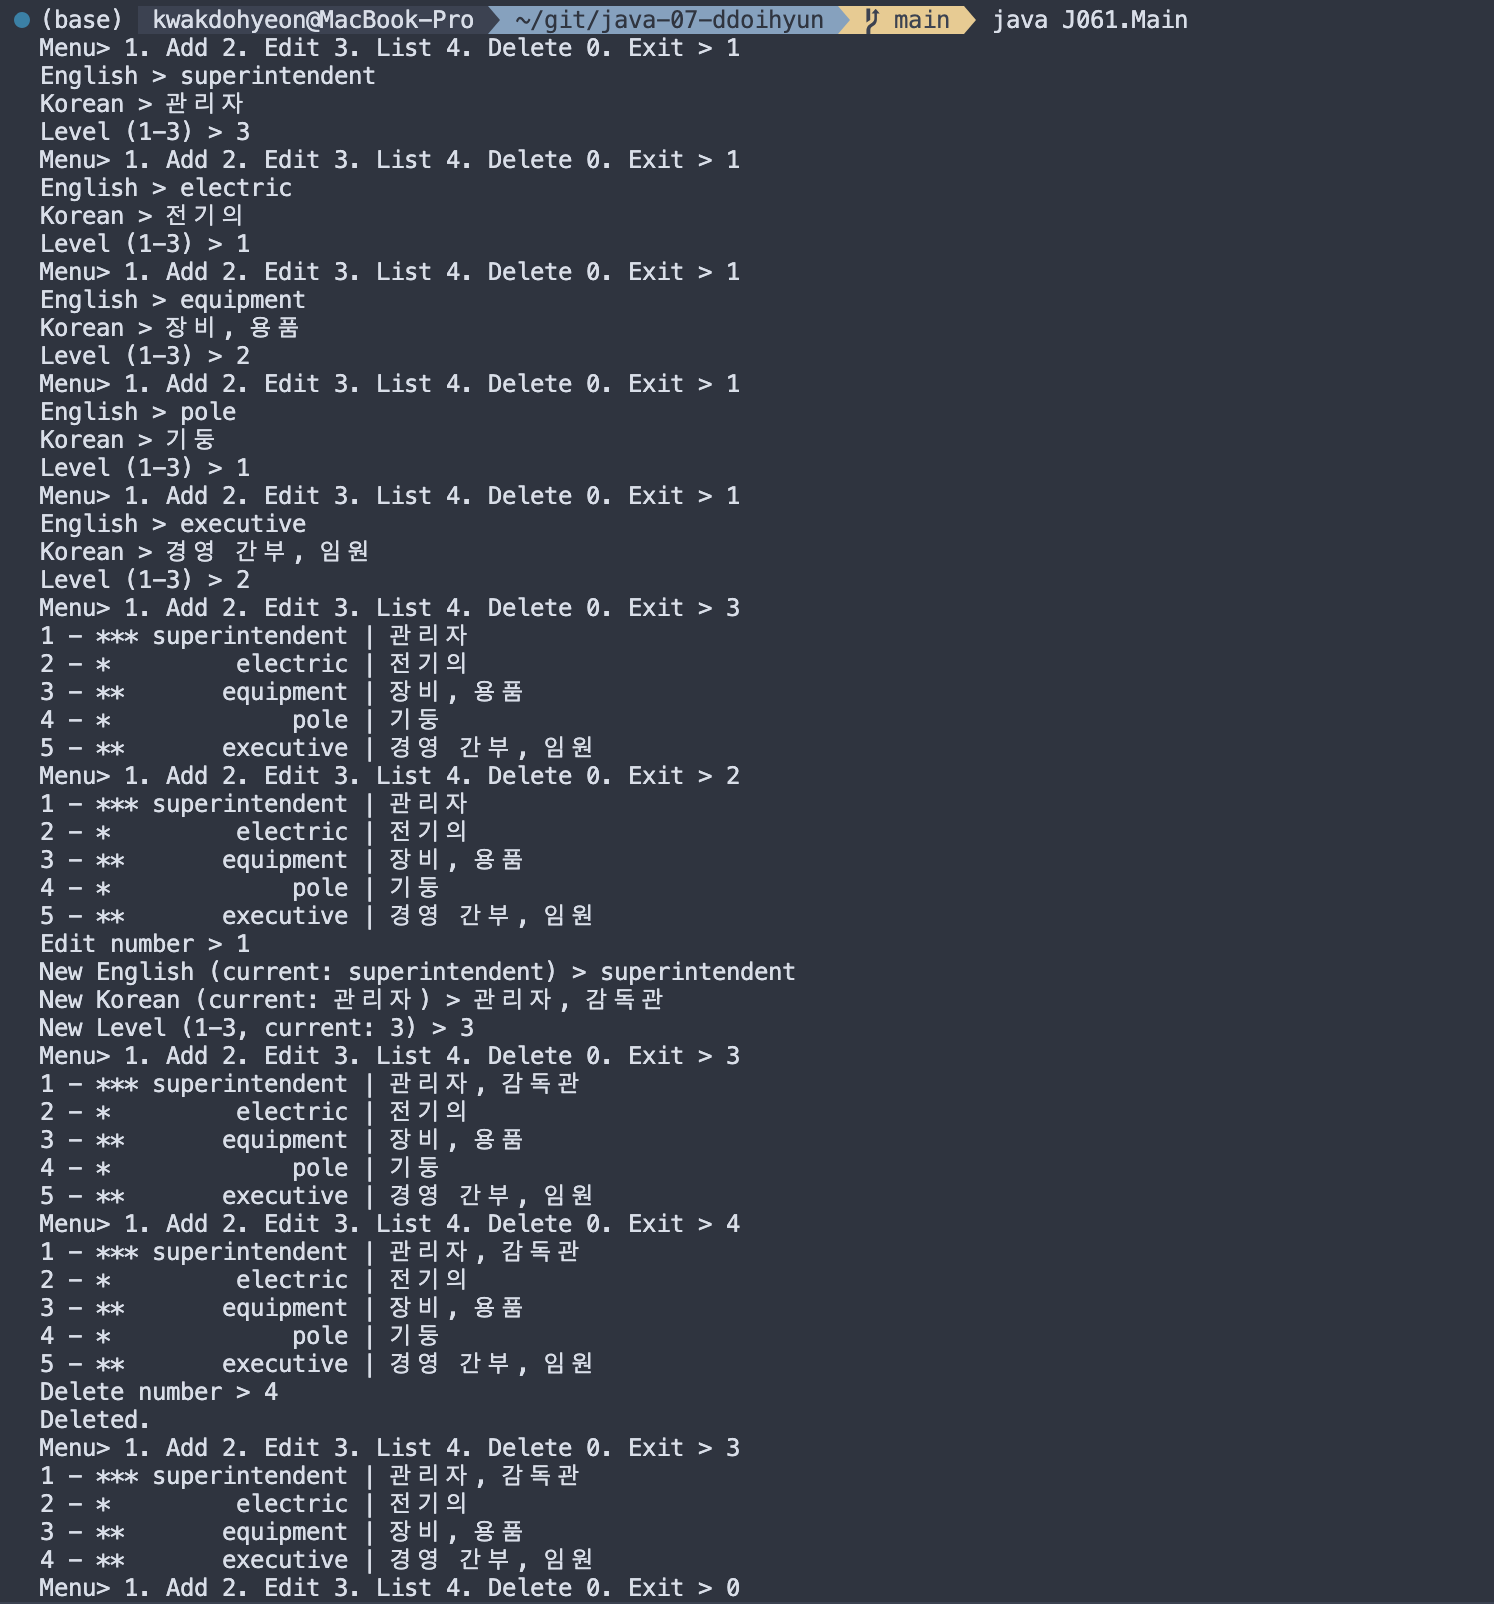 (base) kwakdohyeon@MacBook-Pro ~/git/java-07-ddoihyun main java J061.Main
Menu> 1. Add 2. Edit 3. List 4. Delete 0. Exit > 1
English > superintendent
Korean > 관리자
Level (1-3) > 3
Menu> 1. Add 2. Edit 3. List 4. Delete 0. Exit > 1
English > electric
Korean > 전기의
Level (1-3) > 1
Menu> 1. Add 2. Edit 3. List 4. Delete 0. Exit > 1
English > equipment
Korean > 장비, 용품
Level (1-3) > 2
Menu> 1. Add 2. Edit 3. List 4. Delete 0. Exit > 1
English > pole
Korean > 기둥
Level (1-3) > 1
Menu> 1. Add 2. Edit 3. List 4. Delete 0. Exit > 1
English > executive
Korean > 경영 간부, 임원
Level (1-3) > 2
Menu> 1. Add 2. Edit 3. List 4. Delete 0. Exit > 3
1 - *** superintendent | 관리자
2 - *         electric | 전기의
3 - **       equipment | 장비, 용품
4 - *             pole | 기둥
5 - **       executive | 경영 간부, 임원
Menu> 1. Add 2. Edit 3. List 4. Delete 0. Exit > 2
1 - *** superintendent | 관리자
2 - *         electric | 전기의
3 - **       equipment | 장비, 용품
4 - *             pole | 기둥
5 - **       executive | 경영 간부, 임원
Edit number > 1
New English (current: superintendent) > superintendent
New Korean (current: 관리자) > 관리자, 감독관
New Level (1-3, current: 3) > 3
Menu> 1. Add 2. Edit 3. List 4. Delete 0. Exit > 3
1 - *** superintendent | 관리자, 감독관
2 - *         electric | 전기의
3 - **       equipment | 장비, 용품
4 - *             pole | 기둥
5 - **       executive | 경영 간부, 임원
Menu> 1. Add 2. Edit 3. List 4. Delete 0. Exit > 4
1 - *** superintendent | 관리자, 감독관
2 - *         electric | 전기의
3 - **       equipment | 장비, 용품
4 - *             pole | 기둥
5 - **       executive | 경영 간부, 임원
Delete number > 4
Deleted.
Menu> 1. Add 2. Edit 3. List 4. Delete 0. Exit > 3
1 - *** superintendent | 관리자, 감독관
2 - *         electric | 전기의
3 - **       equipment | 장비, 용품
4 - **       executive | 경영 간부, 임원
Menu> 1. Add 2. Edit 3. List 4. Delete 0. Exit > 0